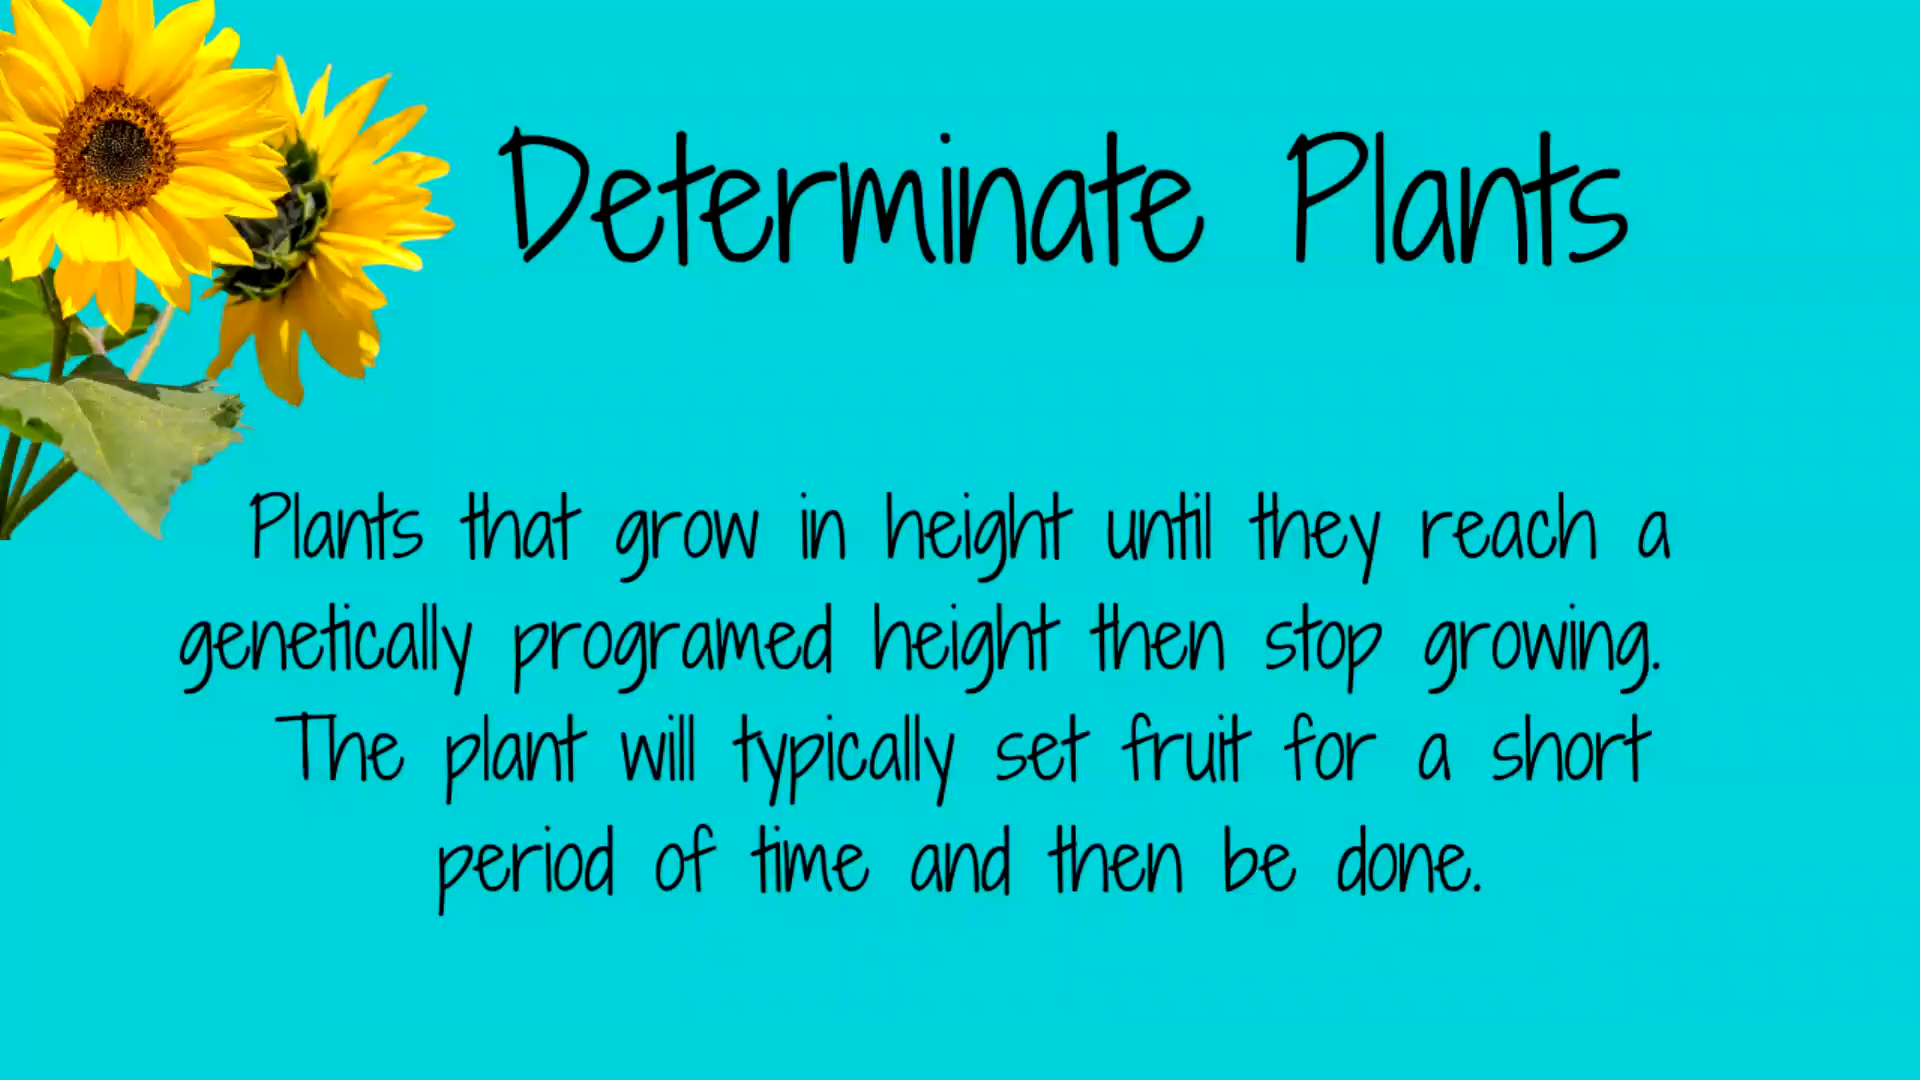 Determinate Plants
Plants that grow in height until they reach a
genetically programed height then stop growing.
The plant will typically set fruit for a short
period of time and then be done.